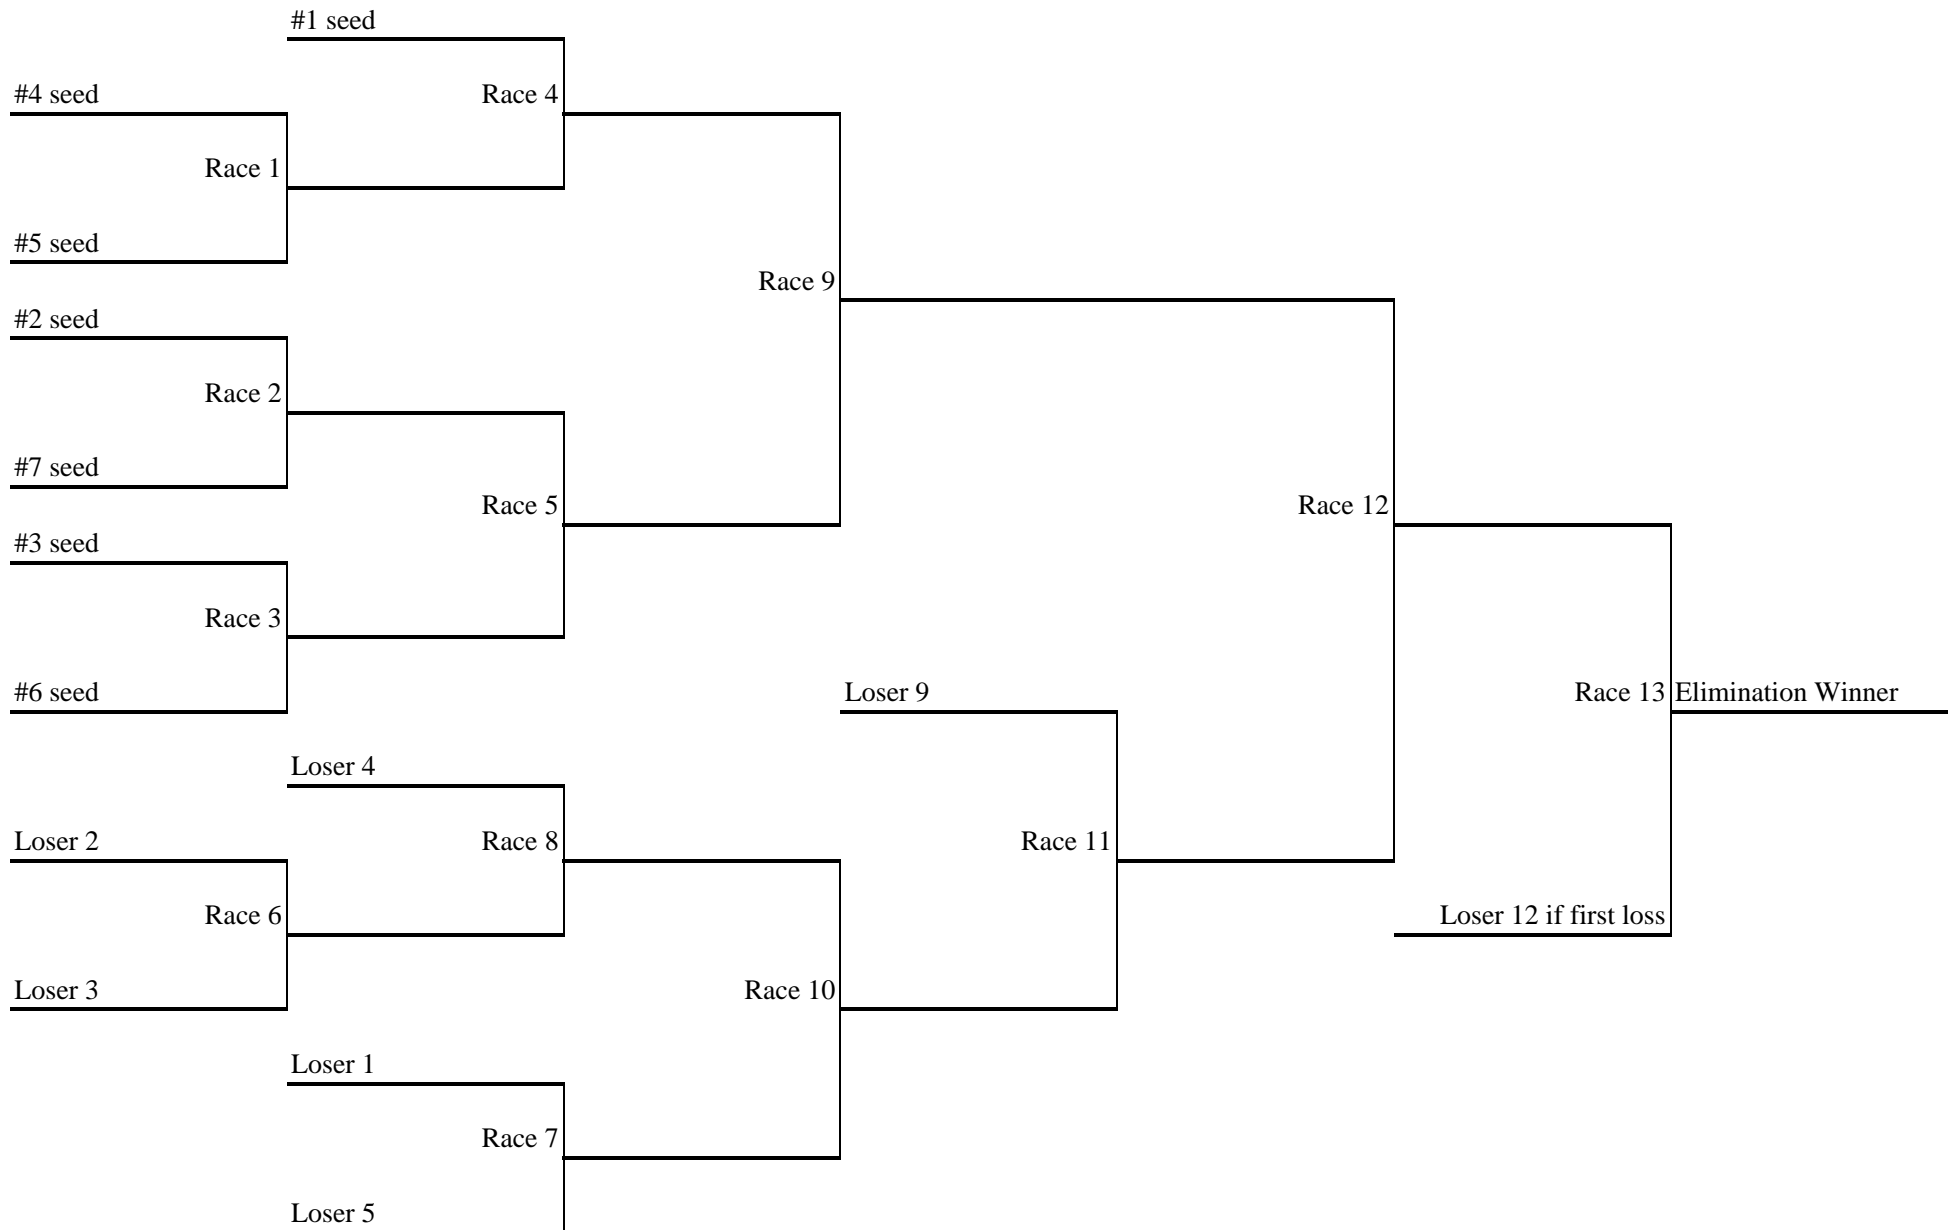 #1 seed
#4 seed
Race 4
Race 1
#5 seed
Race 9
#2 seed
Race 2
#7 seed
Race 5
Race 12
#3 seed
Race 3
#6 seed
Loser 9
Race 13
Elimination Winner
Loser 4
Loser 2
Race 8
Race 11
Race 6
Loser 12 if first loss
Loser 3
Race 10
Loser 1
Race 7
Loser 5